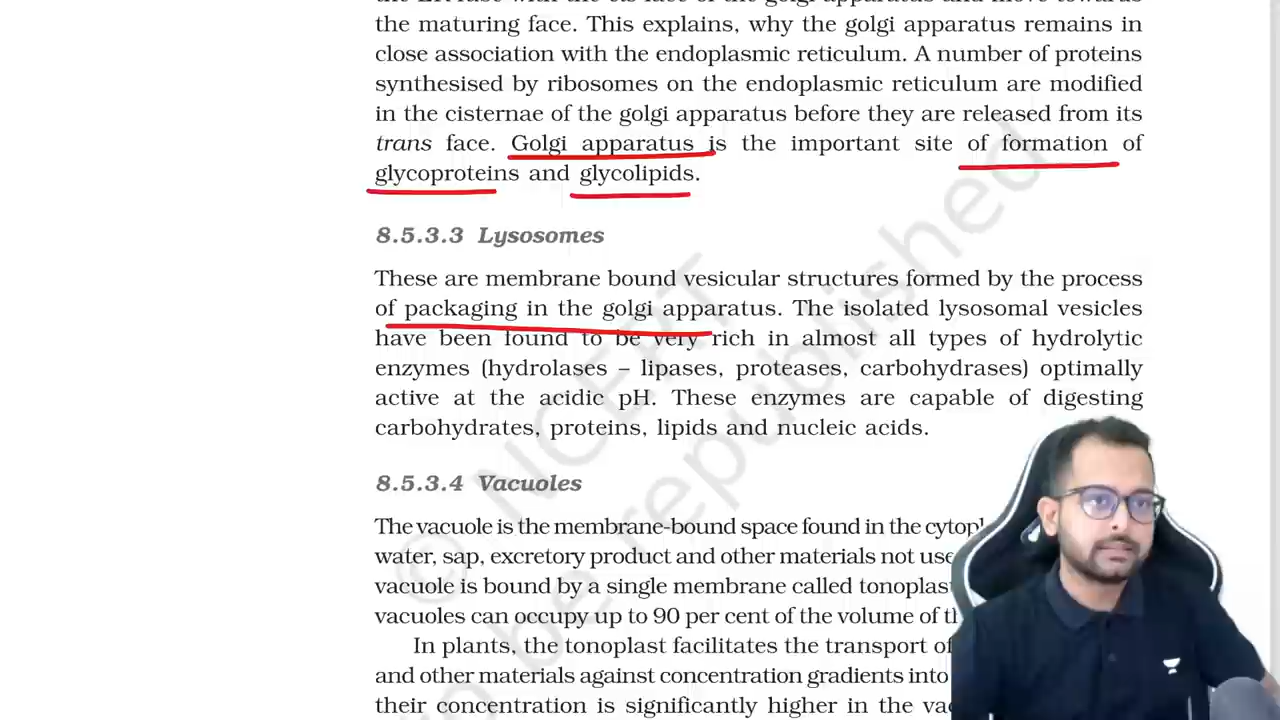 the maturing face. This explains, why the golgi apparatus remains in
close association with the endoplasmic reticulum. A number of proteins
synthesised by ribosomes on the endoplasmic reticulum are modified
in the cisternae of the golgi apparatus before they are released from its
trans face. Golgi apparatus is the important site of formation of
glycoproteins and glycolipids.
8.5.3.3 Lysosomes
These are membrane bound vesicular structures formed by the process
of packaging in the golgi apparatus. The isolated lysosomal vesicles
have been found to be very rich in almost all types of hydrolytic
enzymes (hydrolases – lipases, proteases, carbohydrases) optimally
active at the acidic pH. These enzymes are capable of digesting
carbohydrates, proteins, lipids and nucleic acids.
8.5.3.4 Vacuoles
The vacuole is the membrane-bound space found in the
water, sap, excretory product and other materials not
vacuole is bound by a single membrane called
vacuoles can occupy up to 90 per cent of the volume of
In plants, the tonoplast facilitates the transport of
and other materials against concentration gradients into
their concentration is significantly higher in the
© NCERT
be republished